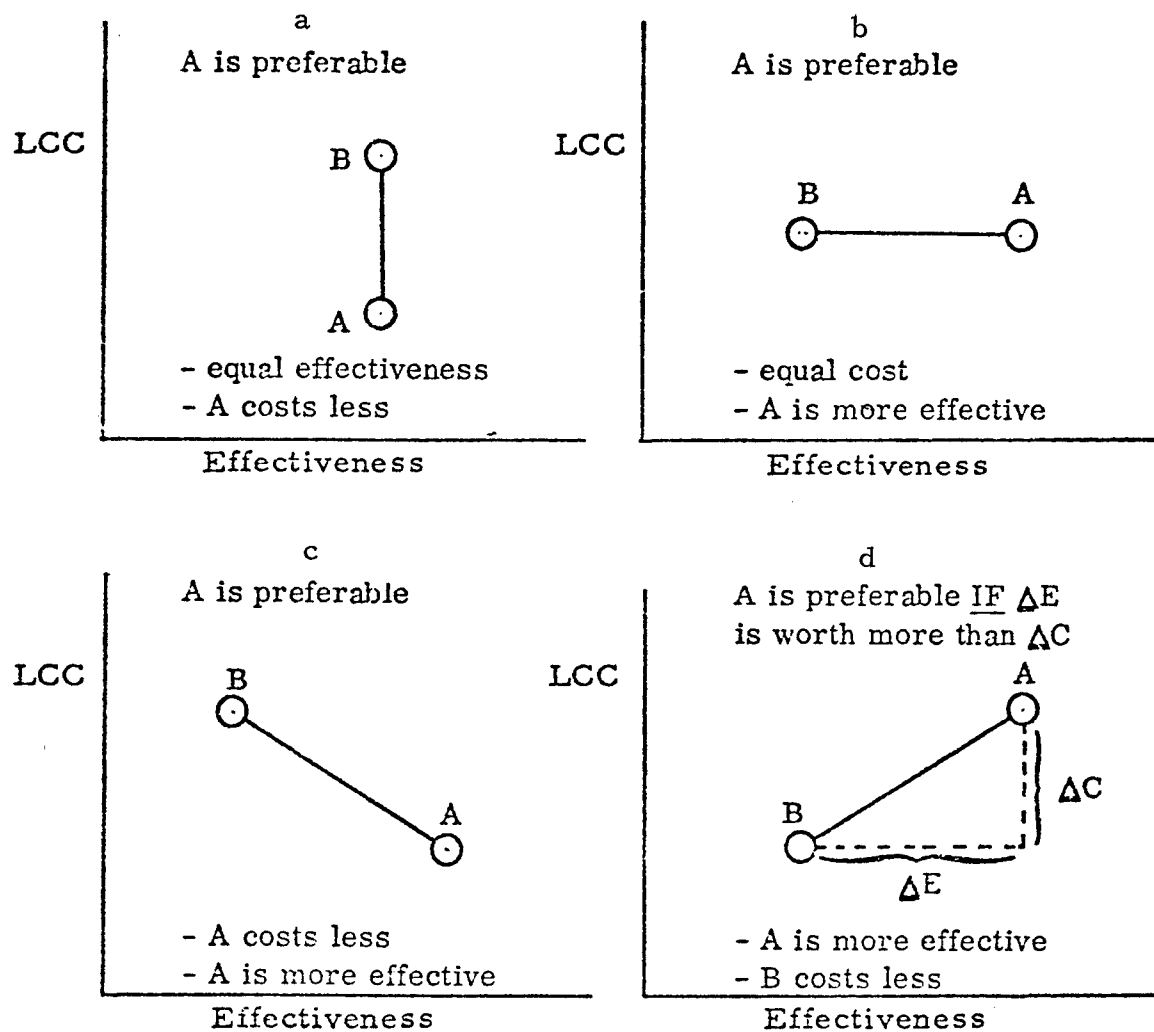 a
A is preferable
LCC
B
A
- equal effectiveness
- A costs less
Effectiveness
b
A is preferable
LCC
B
A
- equal cost
- A is more effective
Effectiveness
c
A is preferable
LCC
B
A
- A costs less
- A is more effective
Effectiveness
d
A is preferable IF ΔE
is worth more than ΔC
LCC
A
ΔC
B
ΔE
- A is more effective
- B costs less
Effectiveness